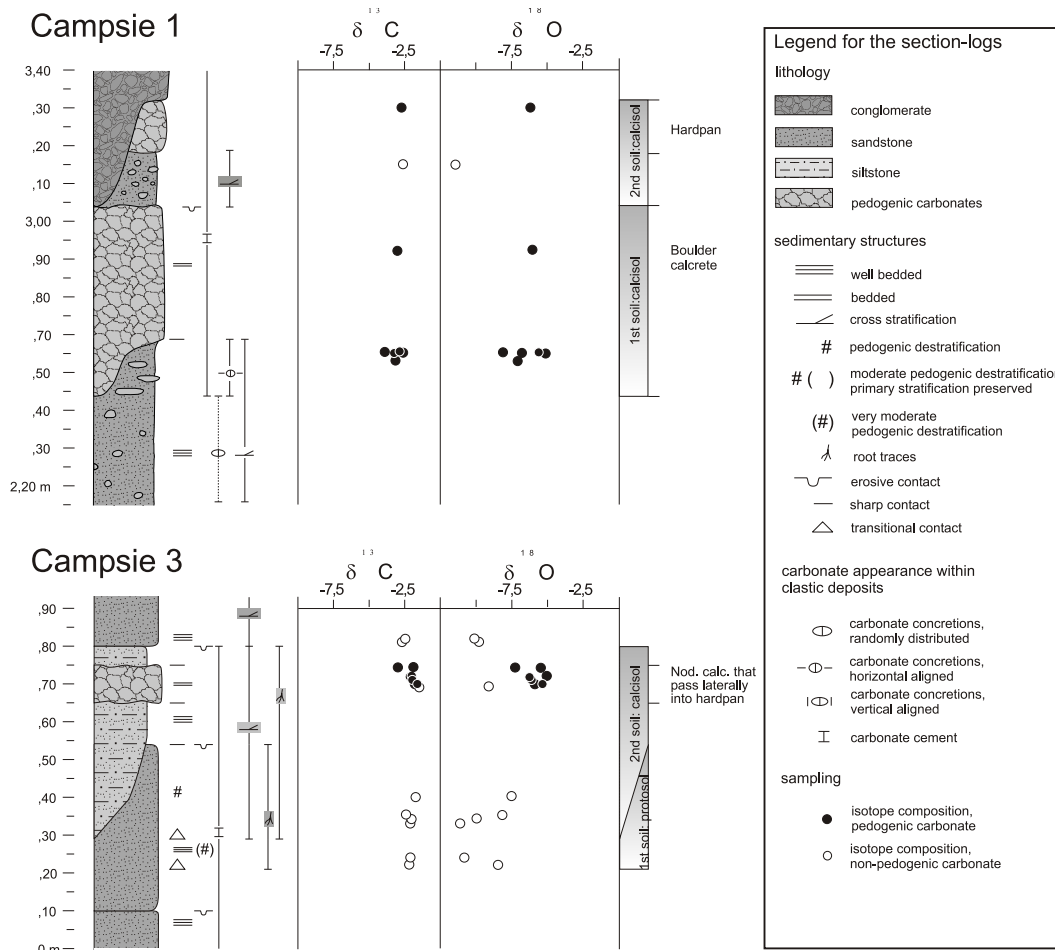 Campsie 1
13 18
δ C δ O
-7,5 -2,5 -7,5 -2,5
3,40
,30
,20
,10
3,00
,90
,80
,70
,50
,40
,30
2,20 m
2nd soil:calcisol
1st soil:calcisol
Hardpan
Boulder
calcrete
Campsie 3
13 18
δ C δ O
-7,5 -2,5 -7,5 -2,5
,90
,80
,70
,60
,50
,40
,30
,20
,10
0 m
#
(#)
2nd soil: calcisol
1st soil: protosol
Nod. calc. that
pass laterally
into hardpan
Legend for the section-logs
lithology
conglomerate
sandstone
siltstone
pedogenic carbonates
sedimentary structures
well bedded
bedded
cross stratification
# pedogenic destratification
# ( ) moderate pedogenic destratification
primary stratification preserved
(#) very moderate
pedogenic destratification
root traces
erosive contact
sharp contact
transitional contact
carbonate appearance within
clastic deposits
carbonate concretions,
randomly distributed
carbonate concretions,
horizontal aligned
carbonate concretions,
vertical aligned
carbonate cement
sampling
isotope composition,
pedogenic carbonate
isotope composition,
non-pedogenic carbonate